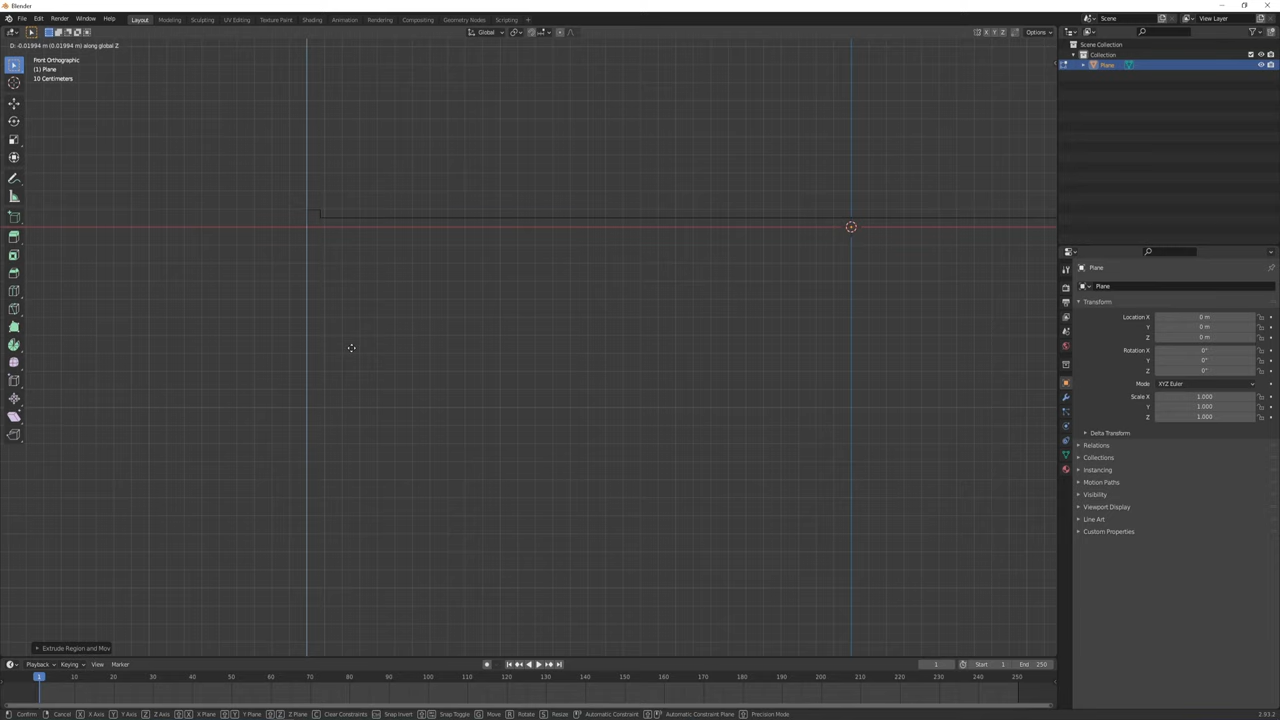 Blender
File Edit Render Window Help Layout Modeling Sculpting UV Editing Texture Paint Shading Animation Rendering Compositing Geometry Nodes Scripting + Scene View Layer
Global Options
X Y Z
D: -0.01994 m (0.01994 m) along global Z
Front Orthographic
(1) Plane
10 Centimeters
Scene Collection
Collection
Plane
Plane
Plane
Transform
Location X 0 m
Y 0 m
Z 0 m
Rotation X 0°
Y 0°
Z 0°
Mode XYZ Euler
Scale X 1.000
Y 1.000
Z 1.000
Delta Transform
Relations
Collections
Instancing
Motion Paths
Visibility
Viewport Display
Line Art
Custom Properties
Extrude Region and Mov
Playback Keying View Marker 1 Start 1 End 250
1 10 20 30 40 50 60 70 80 90 100 110 120 130 140 150 160 170 180 190 200 210 220 230 240 250
Confirm Cancel X X Axis Y Y Axis Z Z Axis X X Plane Y Y Plane Z Z Plane C Clear Constraints Snap Invert Snap Toggle G Move R Rotate S Resize Automatic Constraint Automatic Constraint Plane Precision Mode 2.93.2